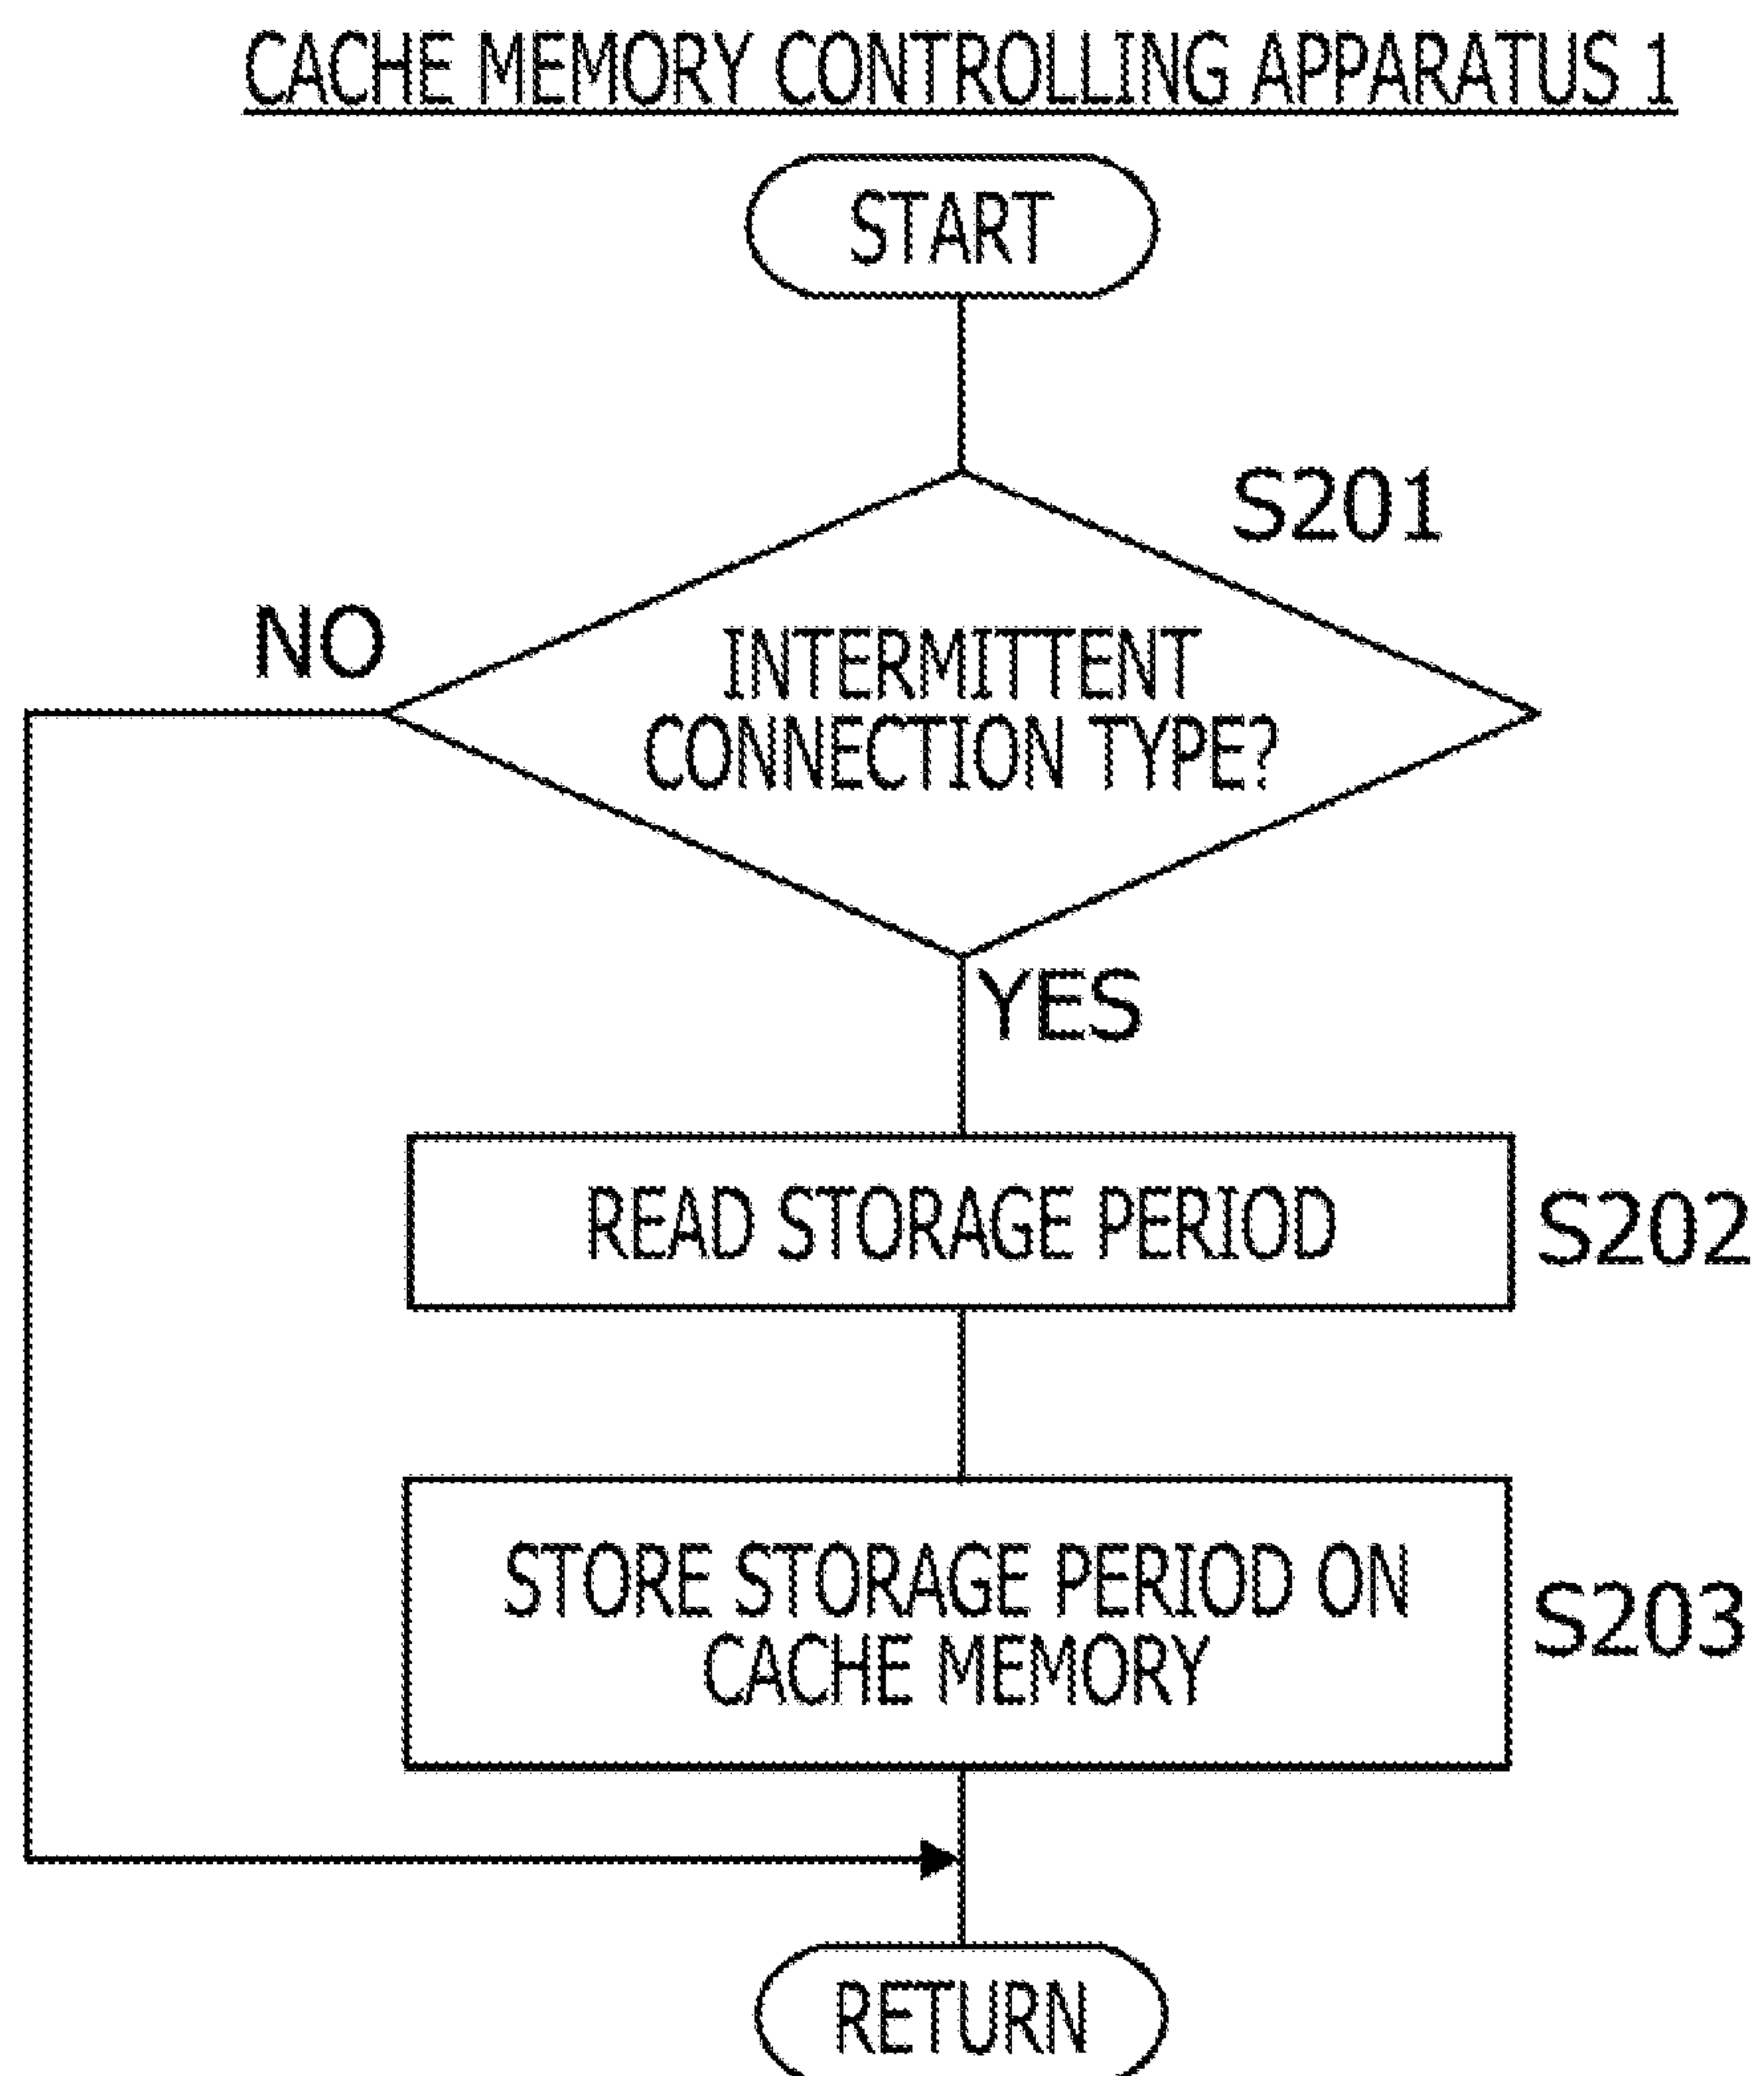 CACHE MEMORY CONTROLLING APPARATUS 1
START
S201
NO
INTERMITTENT
CONNECTION TYPE?
YES
READ STORAGE PERIOD
S202
STORE STORAGE PERIOD ON
CACHE MEMORY
S203
RETURN